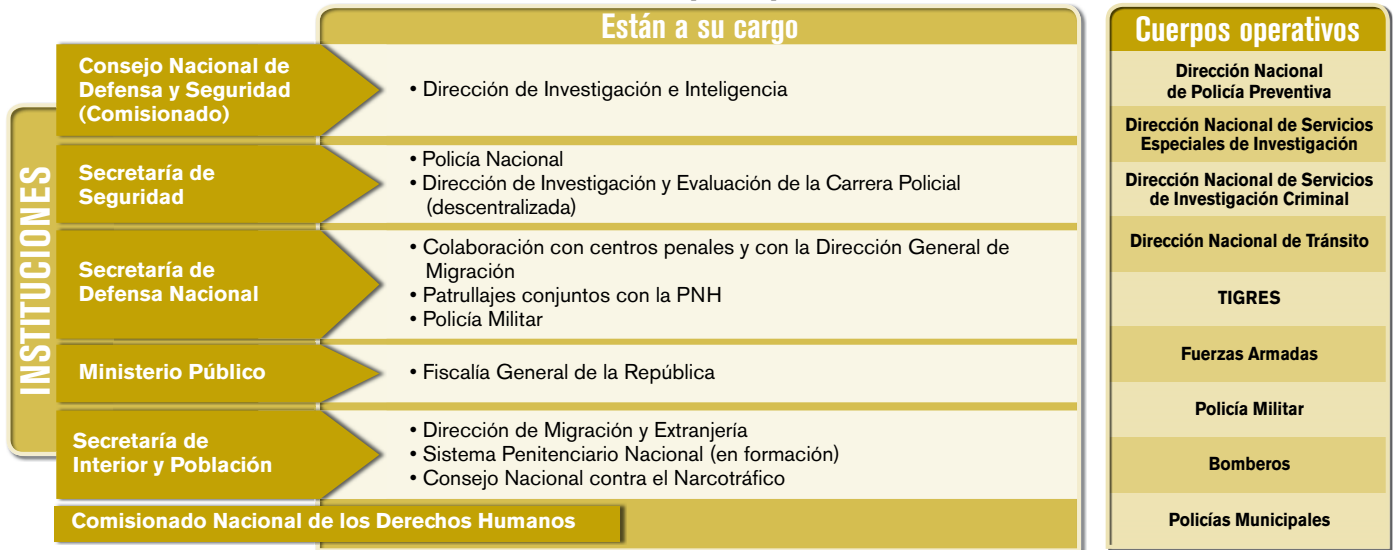 Están a su cargo
INSTITUCIONES
Consejo Nacional de
Defensa y Seguridad
(Comisionado)
• Dirección de Investigación e Inteligencia
Secretaría de
Seguridad
• Policía Nacional
• Dirección de Investigación y Evaluación de la Carrera Policial
(descentralizada)
Secretaría de
Defensa Nacional
• Colaboración con centros penales y con la Dirección General de
Migración
• Patrullajes conjuntos con la PNH
• Policía Militar
Ministerio Público
• Fiscalía General de la República
Secretaría de
Interior y Población
• Dirección de Migración y Extranjería
• Sistema Penitenciario Nacional (en formación)
• Consejo Nacional contra el Narcotráfico
Comisionado Nacional de los Derechos Humanos
Cuerpos operativos
Dirección Nacional
de Policía Preventiva
Dirección Nacional de Servicios
Especiales de Investigación
Dirección Nacional de Servicios
de Investigación Criminal
Dirección Nacional de Tránsito
TIGRES
Fuerzas Armadas
Policía Militar
Bomberos
Policías Municipales